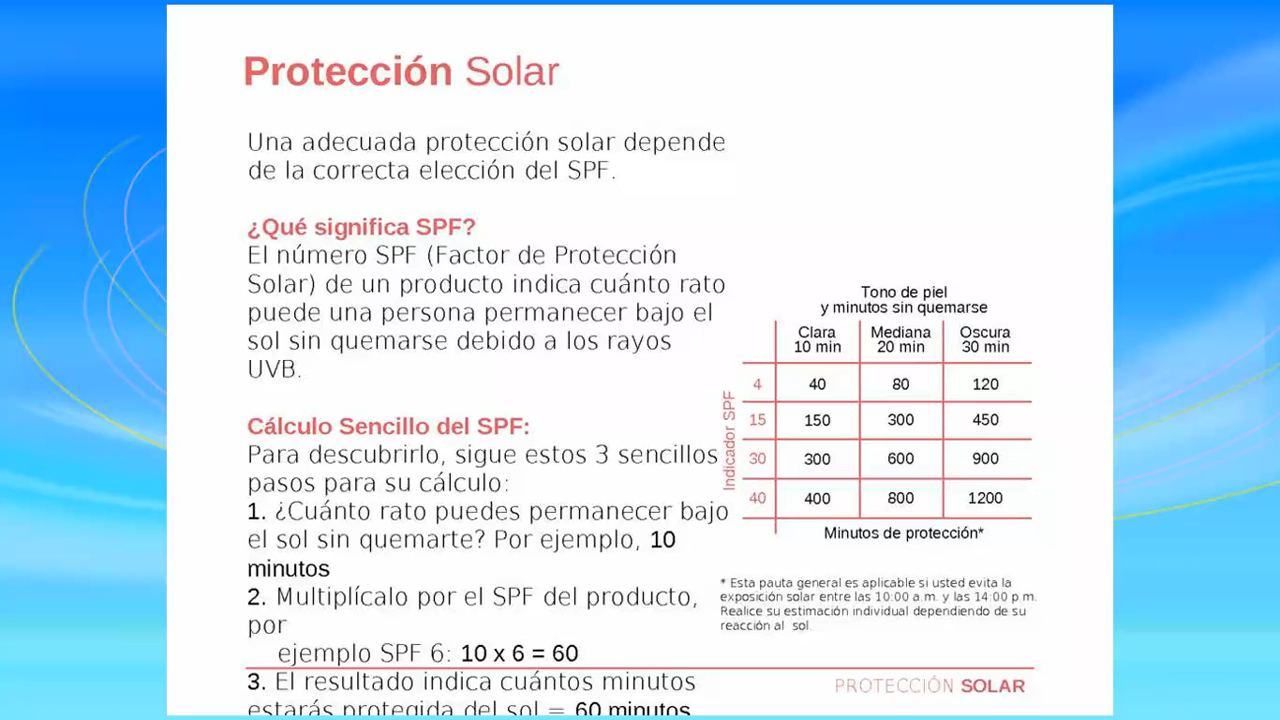 Protección Solar
Una adecuada protección solar depende
de la correcta elección del SPF.
¿Qué significa SPF?
El número SPF (Factor de Protección
Solar) de un producto indica cuánto rato
puede una persona permanecer bajo el
sol sin quemarse debido a los rayos
UVB.
Cálculo Sencillo del SPF:
Para descubrirlo, sigue estos 3 sencillos
pasos para su cálculo:
1. ¿Cuánto rato puedes permanecer bajo
el sol sin quemarte? Por ejemplo, 10
minutos
2. Multiplícalo por el SPF del producto,
por
ejemplo SPF 6: 10 x 6 = 60
3. El resultado indica cuántos minutos
estarás protegida del sol = 60 minutos
Tono de piel
y minutos sin quemarse
Clara Mediana Oscura
10 min 20 min 30 min
Indicador SPF
4 40 80 120
15 150 300 450
30 300 600 900
40 400 800 1200
Minutos de protección*
* Esta pauta general es aplicable si usted evita la
exposición solar entre las 10:00 a.m. y las 14:00 p.m.
Realice su estimación individual dependiendo de su
reacción al sol.
PROTECCIÓN SOLAR